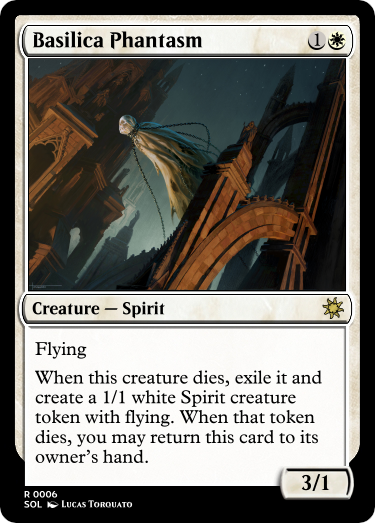 Basilica Phantasm 1
Creature — Spirit
Flying
When this creature dies, exile it and
create a 1/1 white Spirit creature
token with flying. When that token
dies, you may return this card to its
owner's hand.
3/1
R 0006
SOL Lucas Torquato